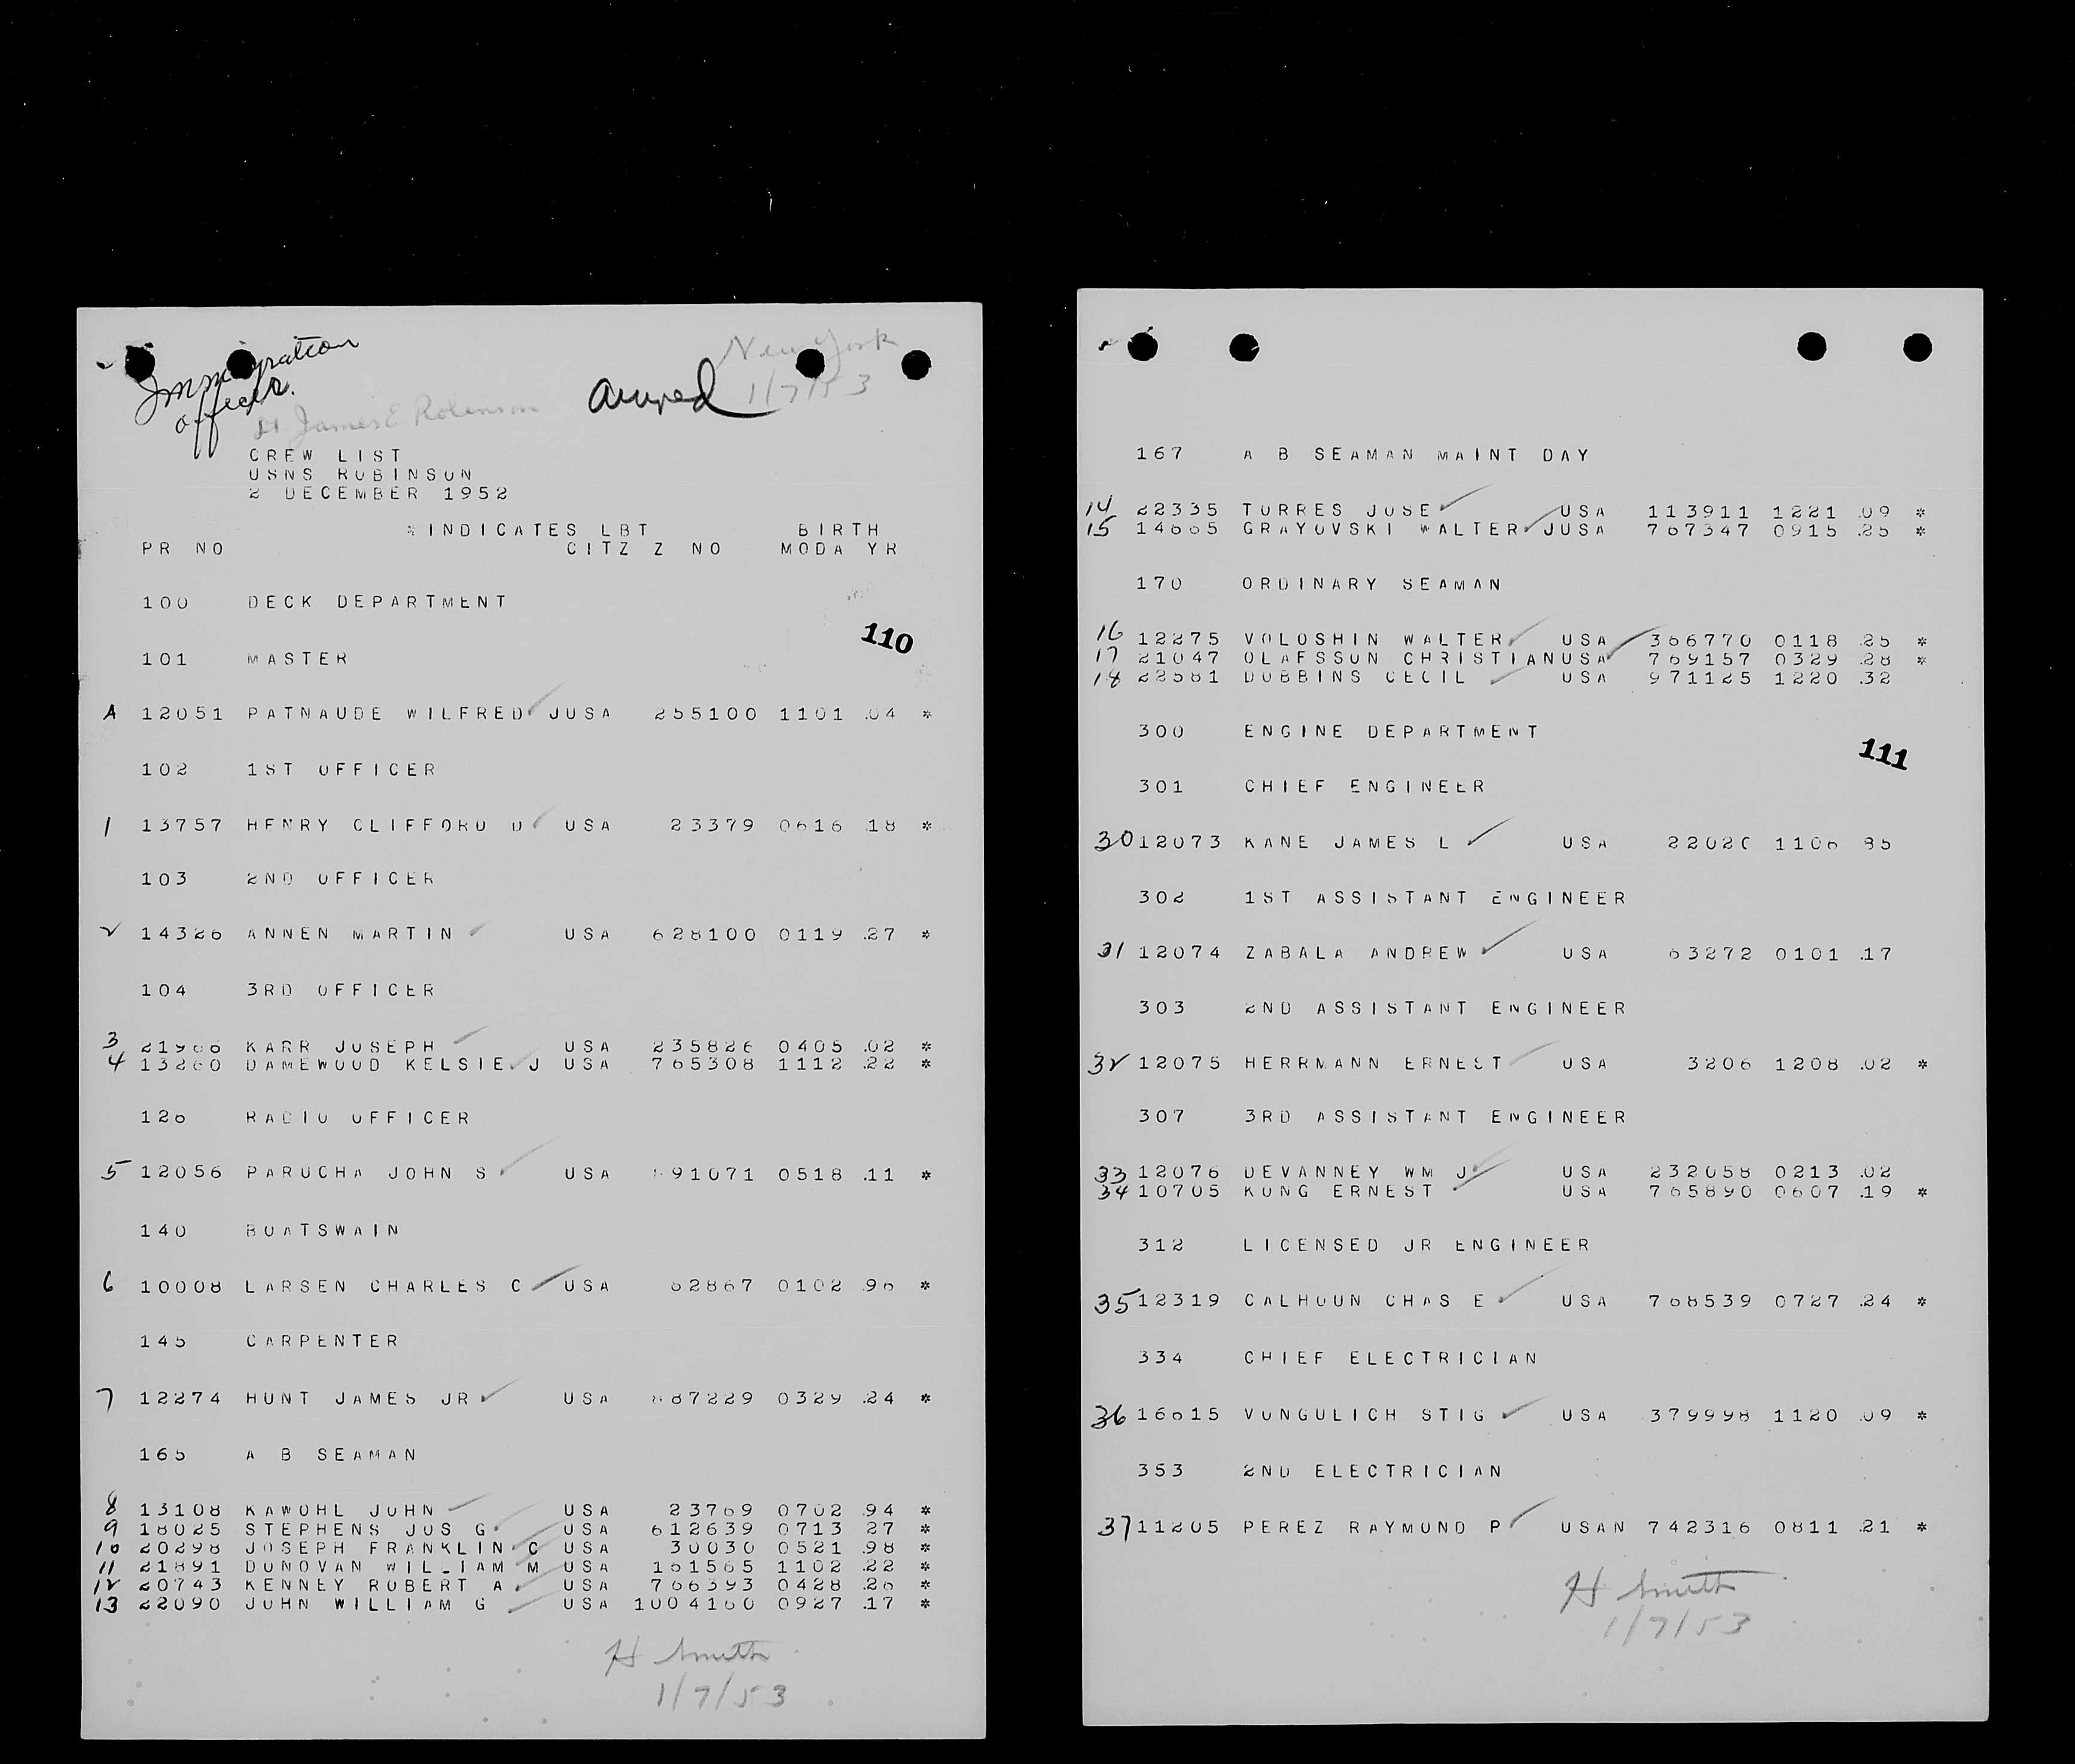 Immigration
office.
New York
arrived 1/7/53
Lt James E Robinson
CREW LIST
USNS ROBINSON
2 DECEMBER 1952
*INDICATES LBT BIRTH
PR NO CITZ Z NO MODA YR
100 DECK DEPARTMENT
110
101 MASTER
A 12051 PATNAUDE WILFRED JUSA 255100 1101 .04 *
102 1ST OFFICER
1 13757 HENRY CLIFFORD D USA 23379 0616 .18 *
103 2ND OFFICER
2 14326 ANNEN MARTIN USA 628100 0119 .27 *
104 3RD OFFICER
3 21966 KARR JOSEPH USA 235826 0405 .02 *
4 13260 DAMEWOOD KELSIE J USA 765308 1112 .22 *
126 RADIO OFFICER
5 12056 PARUCHA JOHN S USA 891071 0518 .11 *
140 BOATSWAIN
6 10008 LARSEN CHARLES C USA 62867 0102 .96 *
145 CARPENTER
7 12274 HUNT JAMES JR USA 887229 0329 .24 *
165 A B SEAMAN
8 13108 KAWOHL JOHN USA 23769 0702 .94 *
9 18025 STEPHENS JOS G USA 612639 0713 .27 *
10 20298 JOSEPH FRANKLIN C USA 30030 0521 .98 *
11 21891 DONOVAN WILLIAM M USA 161565 1102 .22 *
12 20743 KENNEY ROBERT A USA 766393 0428 .26 *
13 22090 JOHN WILLIAM G USA 1004160 0927 .17 *
H Smith
1/7/53
167 A B SEAMAN MAINT DAY
14 22335 TORRES JOSE USA 113911 1221 .09 *
15 14665 GRAYOVSKI WALTER JUSA 767347 0915 .25 *
170 ORDINARY SEAMAN
16 12275 VOLOSHIN WALTER USA 366770 0118 .25 *
17 21047 OLAFSSON CHRISTIANUSA 769157 0329 .28 *
18 22581 DOBBINS CECIL USA 971125 1220 .32
300 ENGINE DEPARTMENT
111
301 CHIEF ENGINEER
30 12073 KANE JAMES L USA 22020 1106 85
302 1ST ASSISTANT ENGINEER
31 12074 ZABALA ANDREW USA 63272 0101 .17
303 2ND ASSISTANT ENGINEER
32 12075 HERRMANN ERNEST USA 3206 1208 .02 *
307 3RD ASSISTANT ENGINEER
33 12076 DEVANNEY WM J USA 232058 0213 .02
34 10705 KONG ERNEST USA 765890 0607 .19 *
312 LICENSED JR ENGINEER
35 12319 CALHOUN CHAS E USA 768539 0727 .24 *
334 CHIEF ELECTRICIAN
36 16615 VONGULICH STIG USA 379998 1120 .09 *
353 2ND ELECTRICIAN
37 11205 PEREZ RAYMOND P USAN 742316 0811 .21 *
H Smith
1/7/53